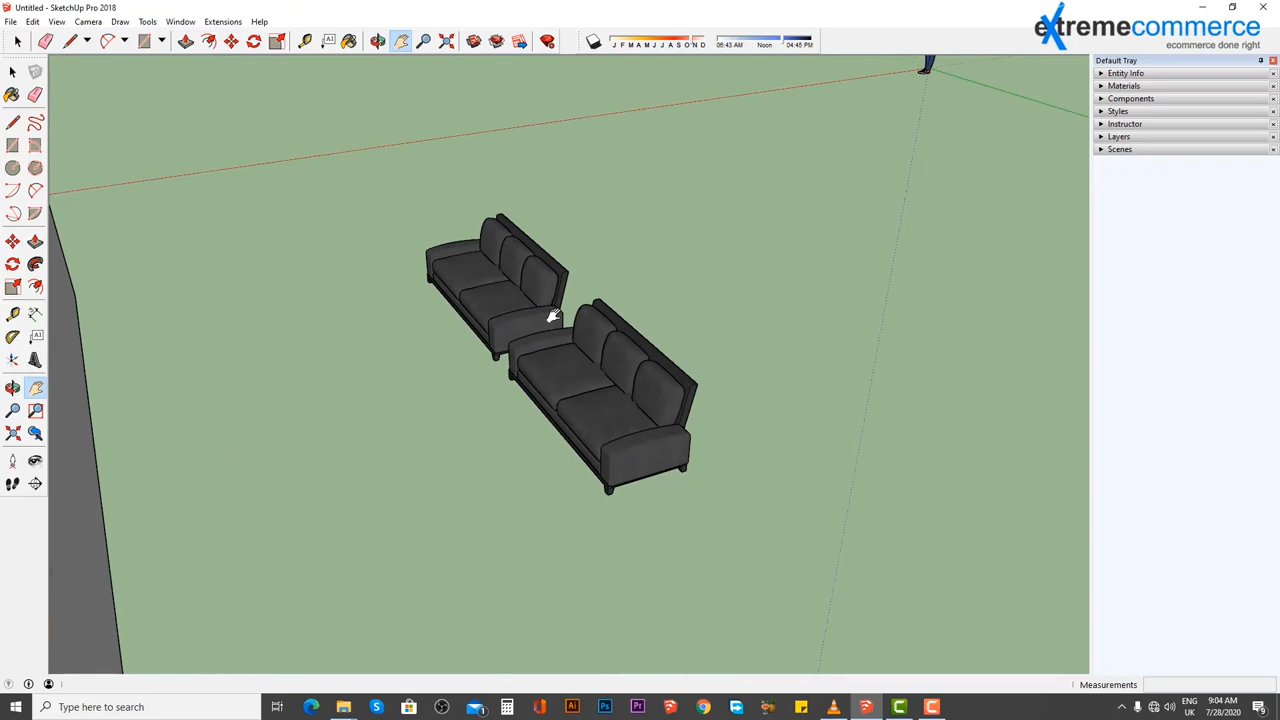 Untitled - SketchUp Pro 2018
File Edit View Camera Draw Tools Window Extensions Help
extremecommerce
ecommerce done right
J F M A M J J A S O N D
06:43 AM Noon 04:45 PM
Default Tray
Entity Info
Materials
Components
Styles
Instructor
Layers
Scenes
Measurements
Type here to search
ENG
UK
9:04 AM
7/28/2020